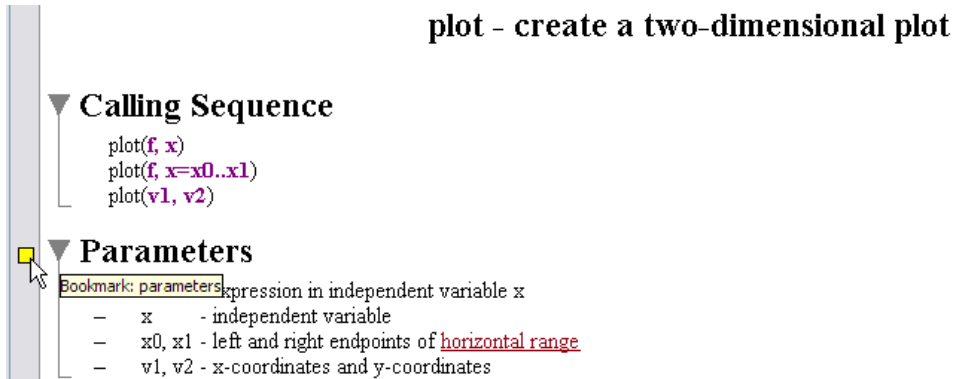 plot - create a two-dimensional plot
Calling Sequence
plot(f, x)
plot(f, x=x0..x1)
plot(v1, v2)
Parameters
Bookmark: parameters
expression in independent variable x
– x - independent variable
– x0, x1 - left and right endpoints of horizontal range
– v1, v2 - x-coordinates and y-coordinates